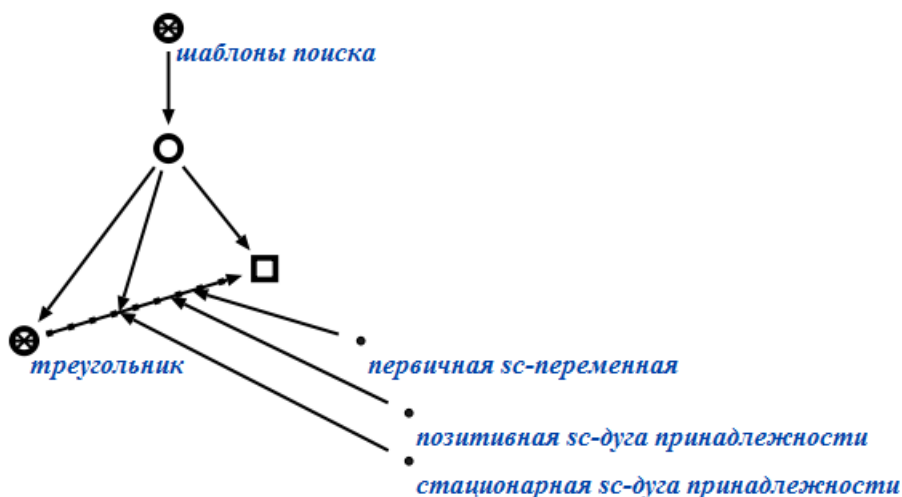 шаблоны поиска
треугольник
первичная sc-переменная
позитивная sc-дуга принадлежности
стационарная sc-дуга принадлежности